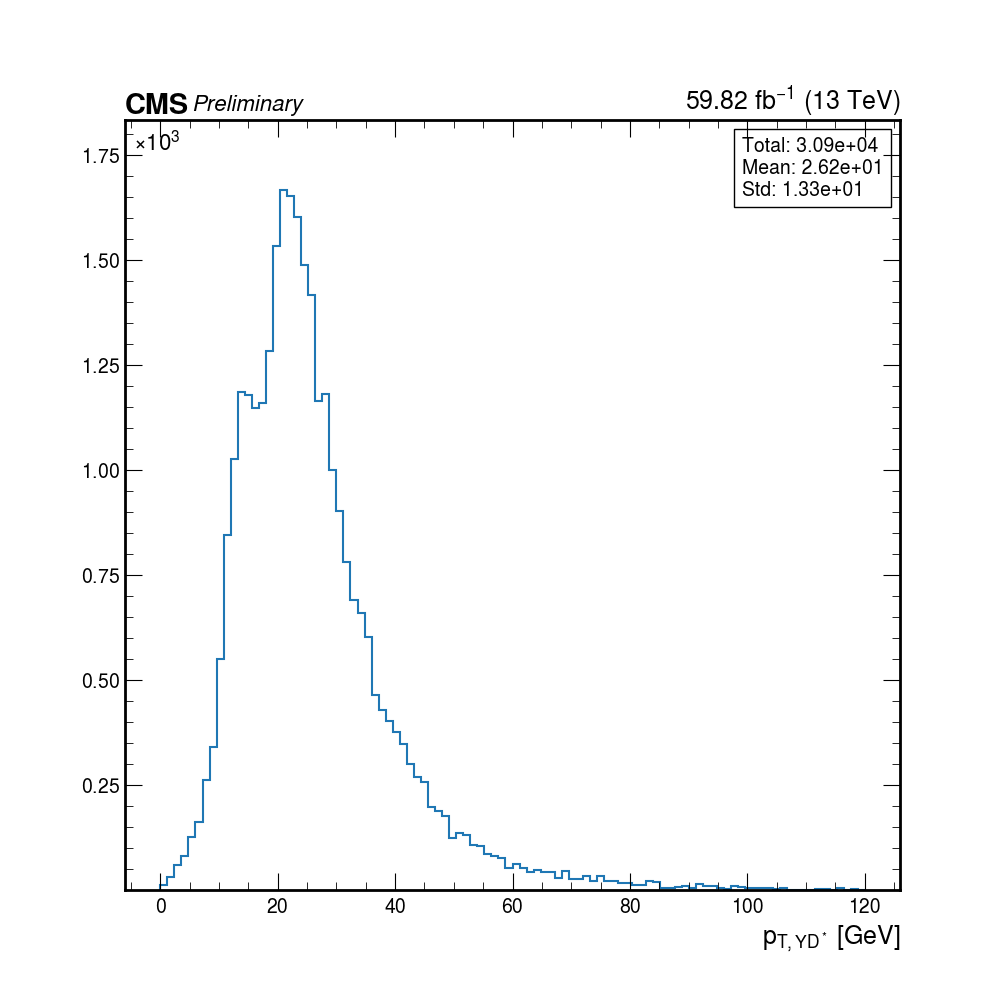 CMS Preliminary
59.82 fb⁻¹ (13 TeV)
×10³
Total: 3.09e+04
Mean: 2.62e+01
Std: 1.33e+01
1.75
1.50
1.25
1.00
0.75
0.50
0.25
0 20 40 60 80 100 120
p_{T, YD*} [GeV]